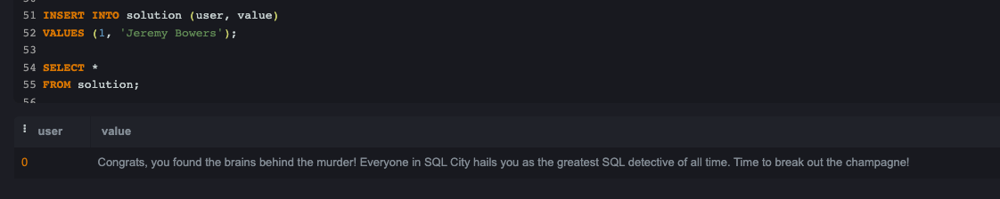 51 INSERT INTO solution (user, value)
52 VALUES (1, 'Jeremy Bowers');
53
54 SELECT *
55 FROM solution;
56
user value
0 Congrats, you found the brains behind the murder! Everyone in SQL City hails you as the greatest SQL detective of all time. Time to break out the champagne!